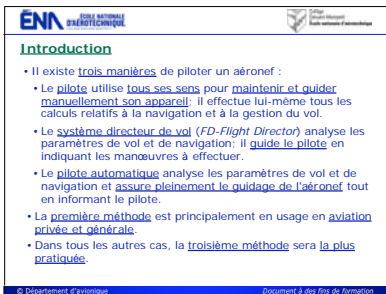 ÉNA ÉCOLE NATIONALE
D'AÉROTECHNIQUE
Collège
Édouard-Montpetit
École nationale d'aérotechnique
Introduction
• Il existe trois manières de piloter un aéronef :
• Le pilote utilise tous ses sens pour maintenir et guider
manuellement son appareil; il effectue lui-même tous les
calculs relatifs à la navigation et à la gestion du vol.
• Le système directeur de vol (FD-Flight Director) analyse les
paramètres de vol et de navigation; il guide le pilote en
indiquant les manœuvres à effectuer.
• Le pilote automatique analyse les paramètres de vol et de
navigation et assure pleinement le guidage de l'aéronef tout
en informant le pilote.
• La première méthode est principalement en usage en aviation
privée et générale.
• Dans tous les autres cas, la troisième méthode sera la plus
pratiquée.
© Département d'avionique
Document à des fins de formation